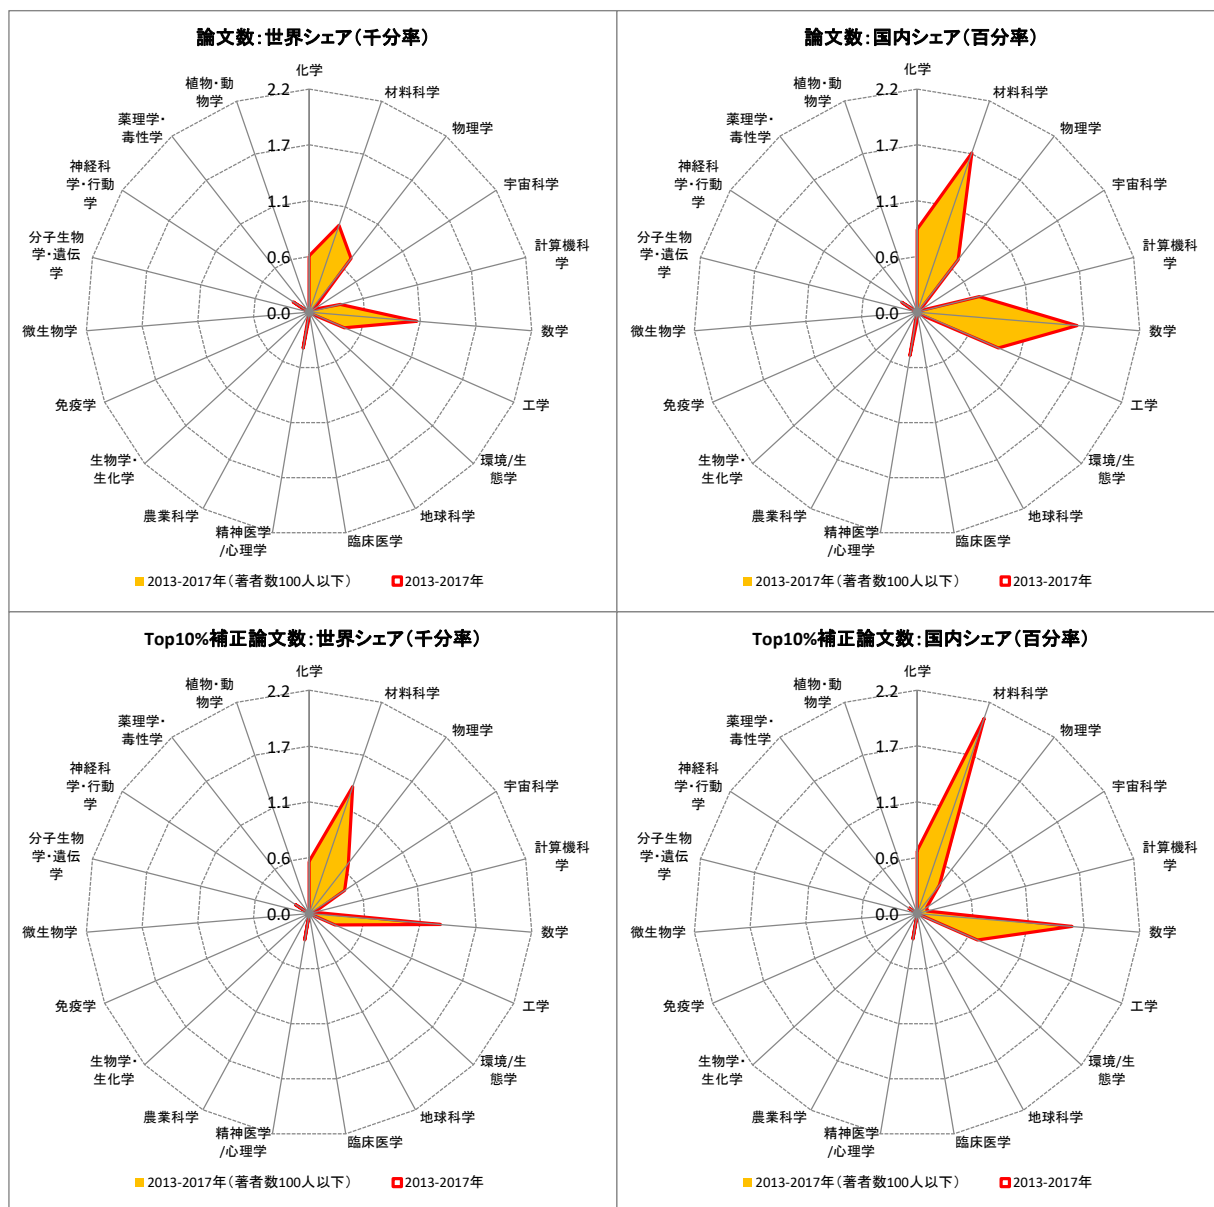 論文数：世界シェア（千分率）
化学
材料科学
物理学
宇宙科学
計算機科
学
数学
工学
環境/生
態学
地球科学
臨床医学
精神医学
/心理学
農業科学
生物学・
生化学
免疫学
微生物学
分子生物
学・遺伝
学
神経科
学・行動
学
薬理学・
毒性学
植物・動
物学
2.2
1.7
1.1
0.6
0.0
2013-2017年（著者数100人以下）
2013-2017年
論文数：国内シェア（百分率）
化学
材料科学
物理学
宇宙科学
計算機科
学
数学
工学
環境/生
態学
地球科学
臨床医学
精神医学
/心理学
農業科学
生物学・
生化学
免疫学
微生物学
分子生物
学・遺伝
学
神経科
学・行動
学
薬理学・
毒性学
植物・動
物学
2.2
1.7
1.1
0.6
0.0
2013-2017年（著者数100人以下）
2013-2017年
Top10%補正論文数：世界シェア（千分率）
化学
材料科学
物理学
宇宙科学
計算機科
学
数学
工学
環境/生
態学
地球科学
臨床医学
精神医学
/心理学
農業科学
生物学・
生化学
免疫学
微生物学
分子生物
学・遺伝
学
神経科
学・行動
学
薬理学・
毒性学
植物・動
物学
2.2
1.7
1.1
0.6
0.0
2013-2017年（著者数100人以下）
2013-2017年
Top10%補正論文数：国内シェア（百分率）
化学
材料科学
物理学
宇宙科学
計算機科
学
数学
工学
環境/生
態学
地球科学
臨床医学
精神医学
/心理学
農業科学
生物学・
生化学
免疫学
微生物学
分子生物
学・遺伝
学
神経科
学・行動
学
薬理学・
毒性学
植物・動
物学
2.2
1.7
1.1
0.6
0.0
2013-2017年（著者数100人以下）
2013-2017年